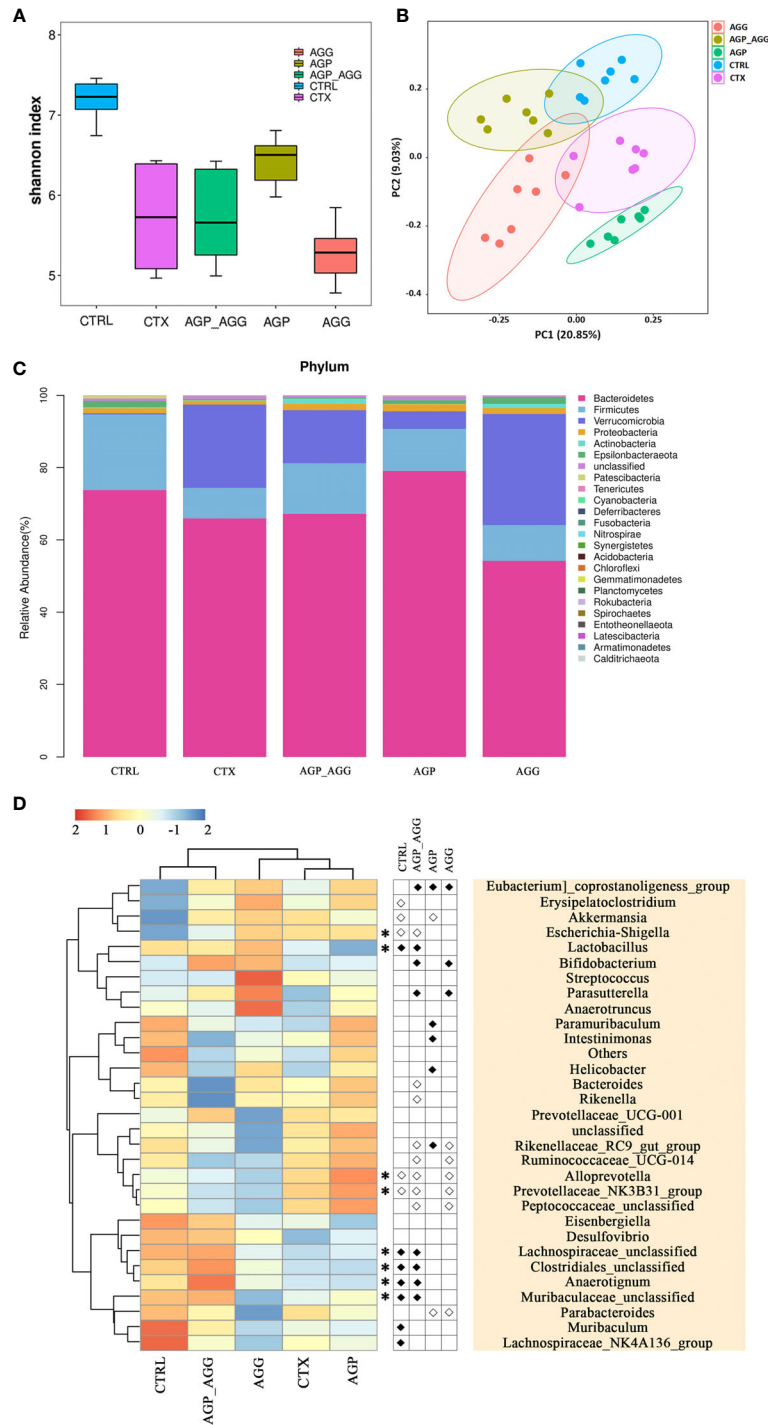 A
8
7
6
5
shannon index
AGG
AGP
AGP_AGG
CTRL
CTX
CTRL
CTX
AGP_AGG
AGP
AGG
B
0.2
0.0
-0.2
-0.4
PC2 (9.03%)
-0.25
0.00
0.25
PC1 (20.85%)
AGG
AGP_AGG
AGP
CTRL
CTX
C
Phylum
100
80
60
40
20
0
Relative Abundance(%)
CTRL
CTX
AGP_AGG
AGP
AGG
Bacteroidetes
Firmicutes
Verrucomicrobia
Proteobacteria
Actinobacteria
Epsilonbacteraeota
unclassified
Patescibacteria
Tenericutes
Cyanobacteria
Deferribacteres
Fusobacteria
Nitrospirae
Synergistetes
Acidobacteria
Chloroflexi
Gemmatimonadetes
Planctomycetes
Rokubacteria
Spirochaetes
Entotheonellaeota
Latescibacteria
Armatimonadetes
Calditrichaeota
D
2 1 0 -1 2
CTRL
AGP_AGG
AGP
AGG
Eubacterium]_coprostanoligeness_group
Erysipelatoclostridium
Akkermansia
Escherichia-Shigella
Lactobacillus
Bifidobacterium
Streptococcus
Parasutterella
Anaerotruncus
Paramuribaculum
Intestinimonas
Others
Helicobacter
Bacteroides
Rikenella
Prevotellaceae_UCG-001
unclassified
Rikenellaceae_RC9_gut_group
Ruminococcaceae_UCG-014
Alloprevotella
Prevotellaceae_NK3B31_group
Peptococcaceae_unclassified
Eisenbergiella
Desulfovibrio
Lachnospiraceae_unclassified
Clostridiales_unclassified
Anaerotignum
Muribaculaceae_unclassified
Parabacteroides
Muribaculum
Lachnospiraceae_NK4A136_group
CTRL
AGP_AGG
AGG
CTX
AGP